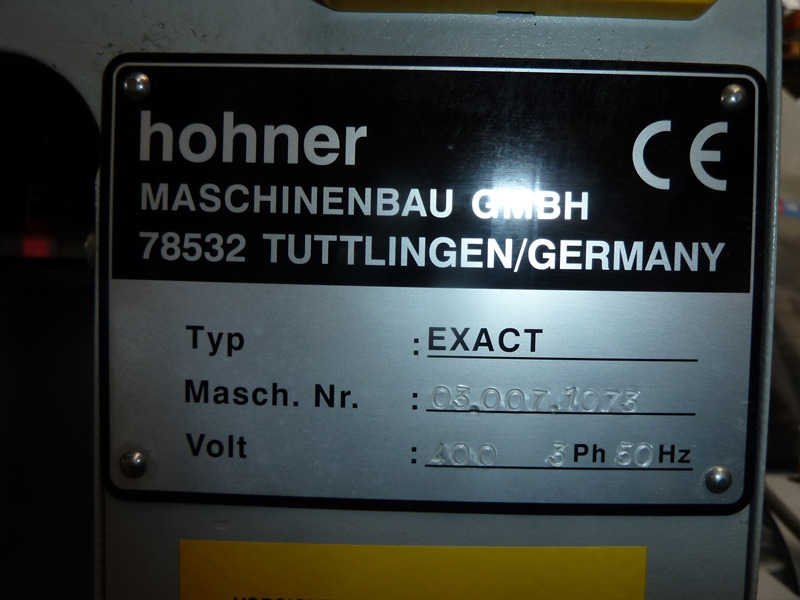 hohner CE
MASCHINENBAU GMBH
78532 TUTTLINGEN/GERMANY
Typ : EXACT
Masch. Nr. : 03.007.1073
Volt : 400 3 Ph 50 Hz